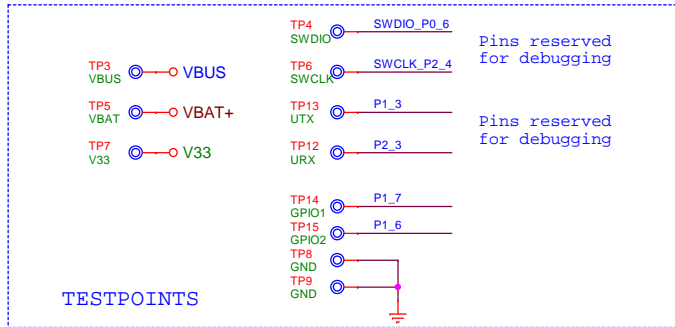 TP4
SWDIO
SWDIO_P0_6
Pins reserved
for debugging
TP3
VBUS
VBUS
TP6
SWCLK
SWCLK_P2_4
TP5
VBAT
VBAT+
TP13
UTX
P1_3
Pins reserved
for debugging
TP7
V33
V33
TP12
URX
P2_3
TP14
GPIO1
P1_7
TP15
GPIO2
P1_6
TP8
GND
TP9
GND
TESTPOINTS